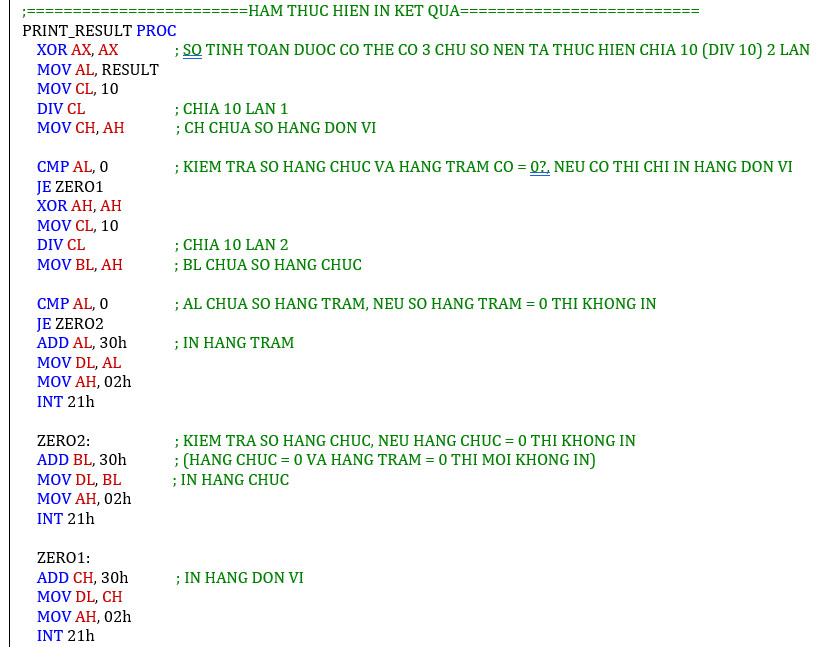 ;========================HAM THUC HIEN IN KET QUA==========================
PRINT_RESULT PROC
XOR AX, AX ; SO TINH TOAN DUOC CO THE CO 3 CHU SO NEN TA THUC HIEN CHIA 10 (DIV 10) 2 LAN
MOV AL, RESULT
MOV CL, 10
DIV CL ; CHIA 10 LAN 1
MOV CH, AH ; CH CHUA SO HANG DON VI
CMP AL, 0 ; KIEM TRA SO HANG CHUC VA HANG TRAM CO = 0?, NEU CO THI CHI IN HANG DON VI
JE ZERO1
XOR AH, AH
MOV CL, 10
DIV CL ; CHIA 10 LAN 2
MOV BL, AH ; BL CHUA SO HANG CHUC
CMP AL, 0 ; AL CHUA SO HANG TRAM, NEU SO HANG TRAM = 0 THI KHONG IN
JE ZERO2
ADD AL, 30h ; IN HANG TRAM
MOV DL, AL
MOV AH, 02h
INT 21h
ZERO2: ; KIEM TRA SO HANG CHUC, NEU HANG CHUC = 0 THI KHONG IN
ADD BL, 30h ; (HANG CHUC = 0 VA HANG TRAM = 0 THI MOI KHONG IN)
MOV DL, BL ; IN HANG CHUC
MOV AH, 02h
INT 21h
ZERO1:
ADD CH, 30h ; IN HANG DON VI
MOV DL, CH
MOV AH, 02h
INT 21h